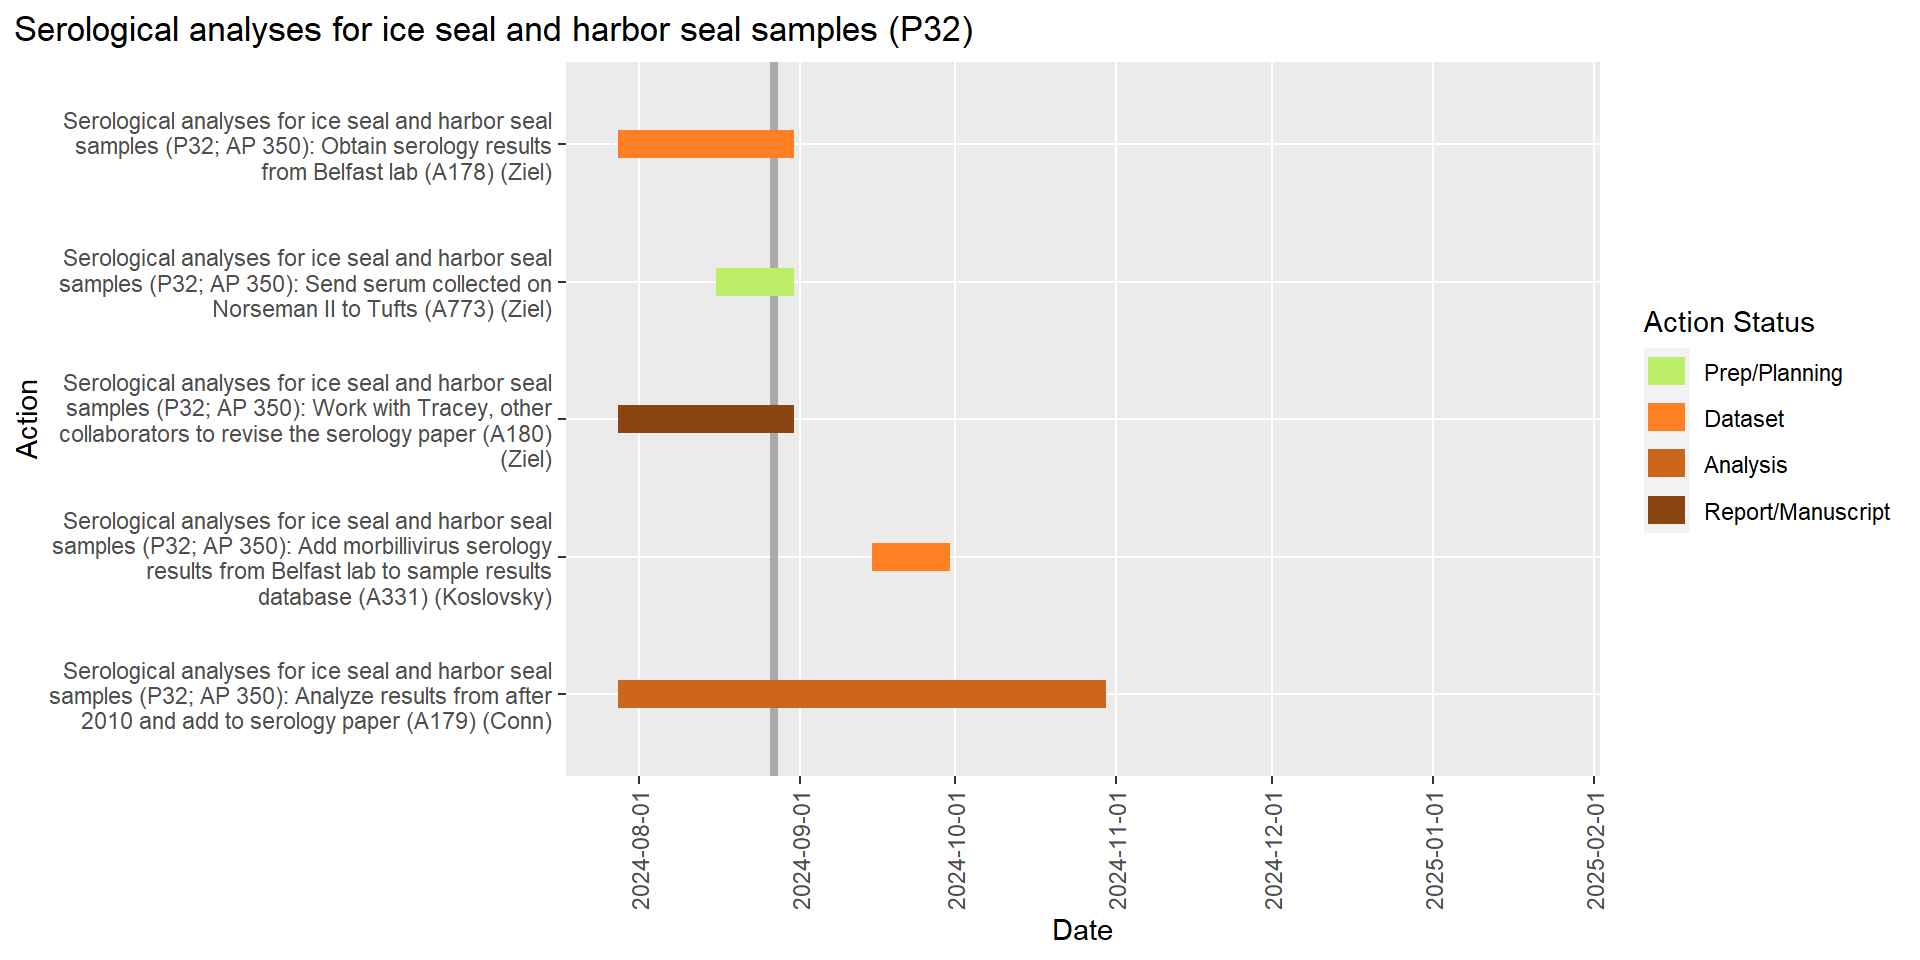 Serological analyses for ice seal and harbor seal samples (P32)
Serological analyses for ice seal and harbor seal
samples (P32; AP 350): Obtain serology results
from Belfast lab (A178) (Ziel)
Serological analyses for ice seal and harbor seal
samples (P32; AP 350): Send serum collected on
Norseman II to Tufts (A773) (Ziel)
Serological analyses for ice seal and harbor seal
samples (P32; AP 350): Work with Tracey, other
collaborators to revise the serology paper (A180)
(Ziel)
Serological analyses for ice seal and harbor seal
samples (P32; AP 350): Add morbillivirus serology
results from Belfast lab to sample results
database (A331) (Koslovsky)
Serological analyses for ice seal and harbor seal
samples (P32; AP 350): Analyze results from after
2010 and add to serology paper (A179) (Conn)
Action
2024-08-01
2024-09-01
2024-10-01
2024-11-01
2024-12-01
2025-01-01
2025-02-01
Date
Action Status
Prep/Planning
Dataset
Analysis
Report/Manuscript